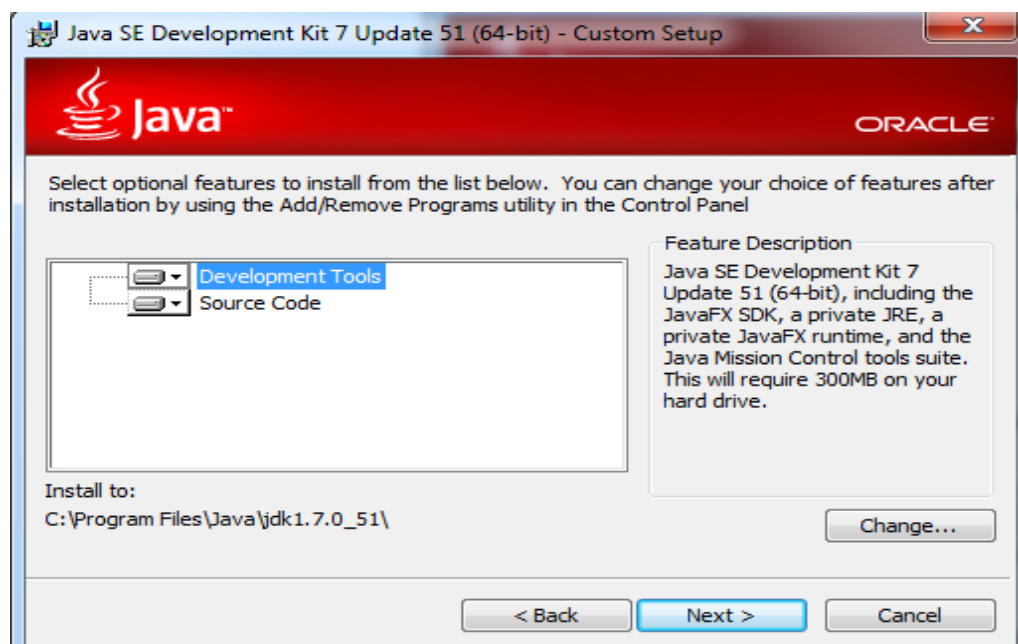 Java SE Development Kit 7 Update 51 (64-bit) - Custom Setup
Java™
ORACLE
Select optional features to install from the list below.  You can change your choice of features after
installation by using the Add/Remove Programs utility in the Control Panel
Development Tools
Source Code
Feature Description
Java SE Development Kit 7
Update 51 (64-bit), including the
JavaFX SDK, a private JRE, a
private JavaFX runtime, and the
Java Mission Control tools suite.
This will require 300MB on your
hard drive.
Install to:
C:\Program Files\Java\jdk1.7.0_51\
Change...
< Back
Next >
Cancel